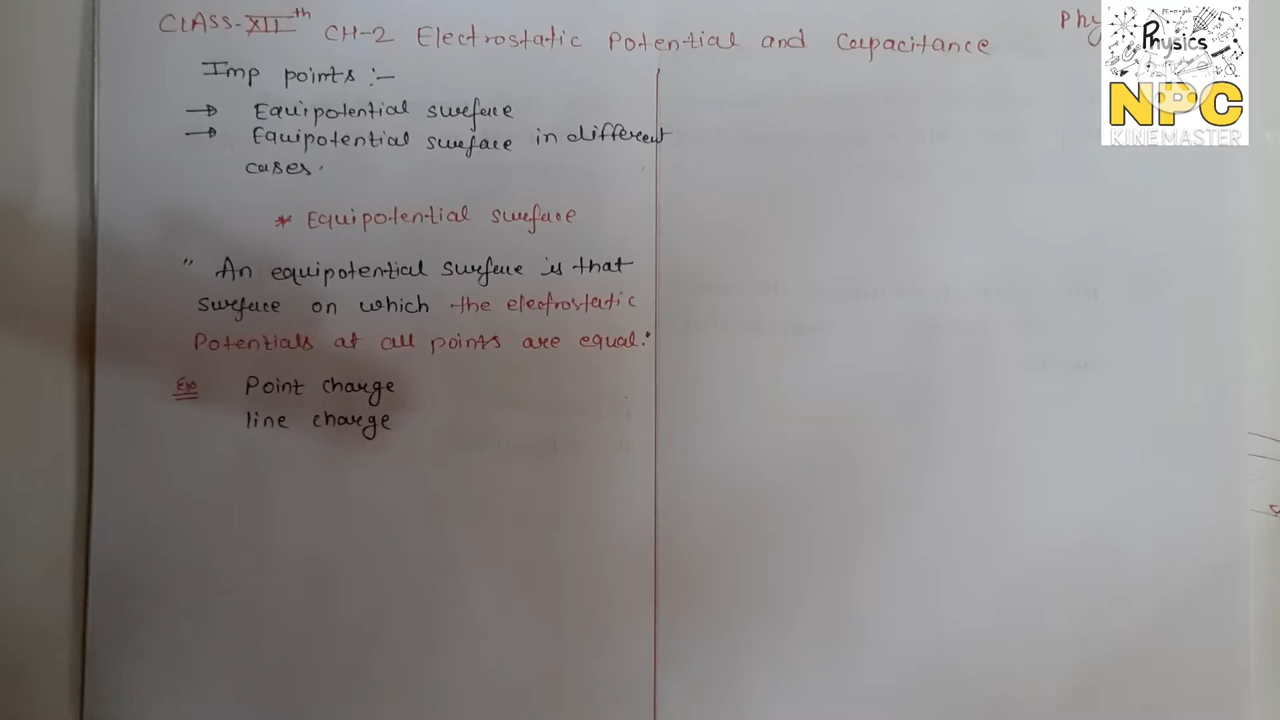 CLASS-XIIth CH-2 Electrostatic Potential and Capacitance Phy
Imp points :-
→ Equipotential surface
→ Equipotential surface in different
cases.
* Equipotential surface
" An equipotential surface is that
surface on which the electrostatic
Potentials at all points are equal."
Exp Point charge
line charge
Physics
NPC
KINEMASTER